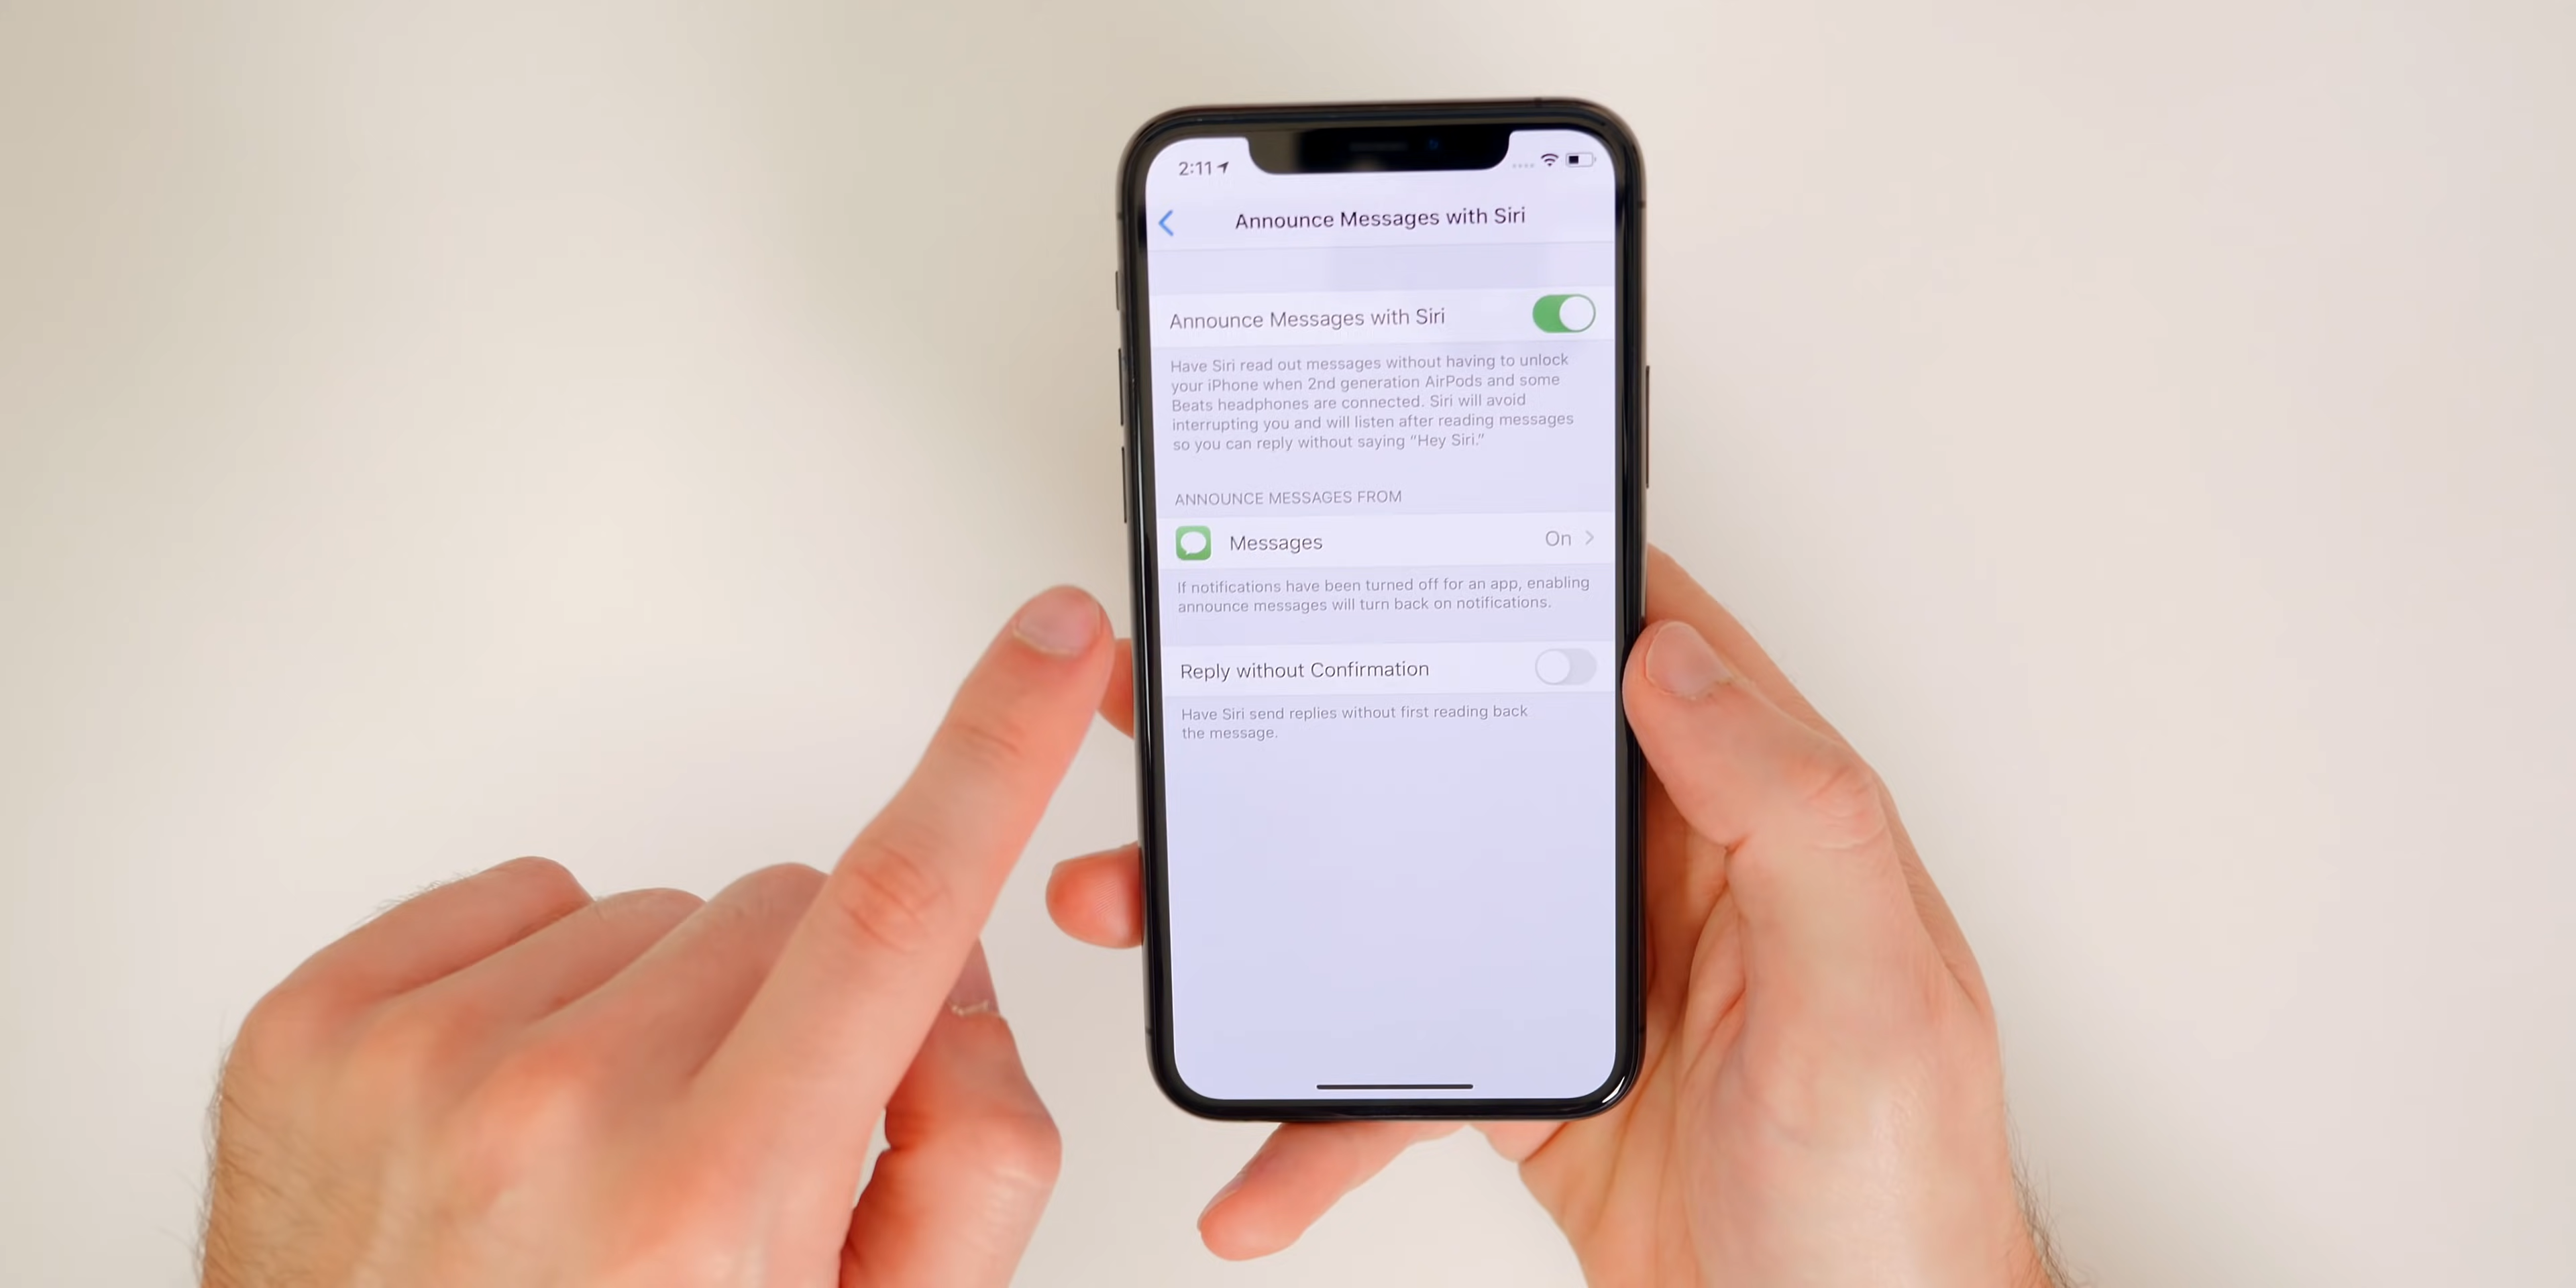 2:11
Announce Messages with Siri
Announce Messages with Siri
Have Siri read out messages without having to unlock
your iPhone when 2nd generation AirPods and some
Beats headphones are connected. Siri will avoid
interrupting you and will listen after reading messages
so you can reply without saying “Hey Siri.”
ANNOUNCE MESSAGES FROM
Messages On
If notifications have been turned off for an app, enabling
announce messages will turn back on notifications.
Reply without Confirmation
Have Siri send replies without first reading back
the message.